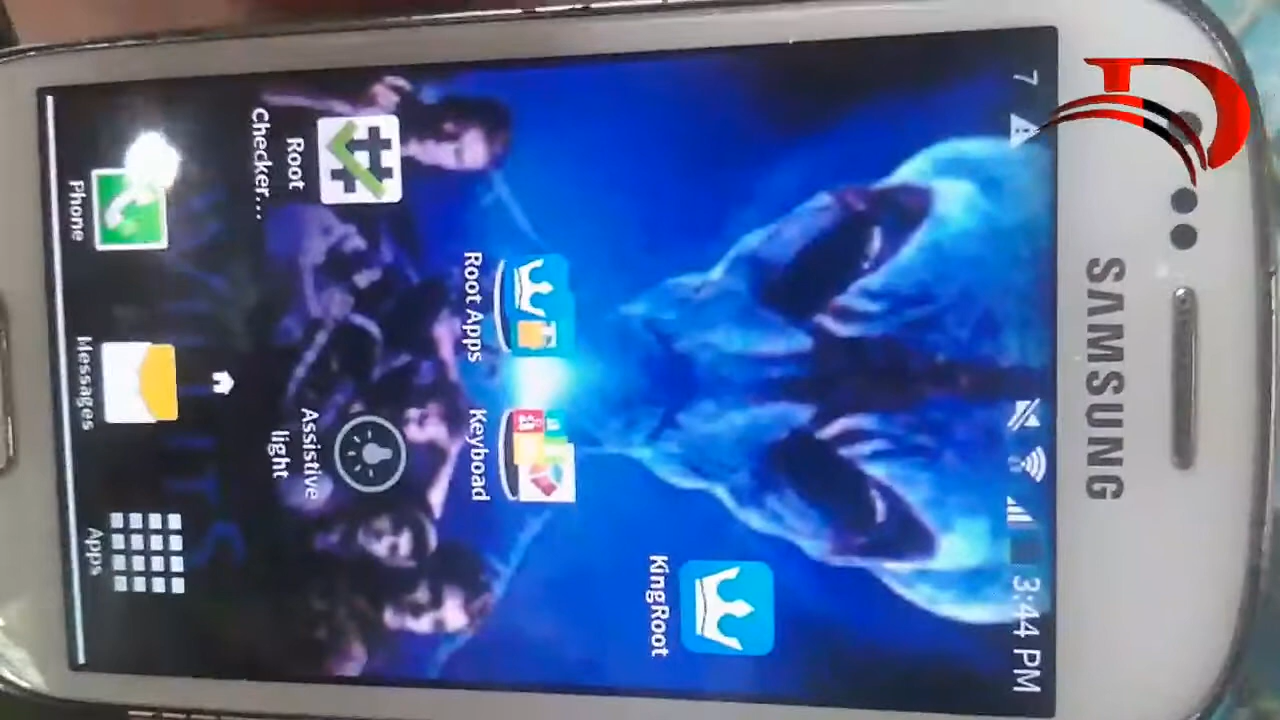 SAMSUNG
7
3:44 PM
KingRoot
Root Apps
Keyboad
Root
Checker...
Assistive
light
Phone
Messages
Apps